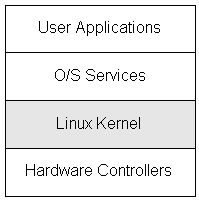 User Applications
O/S Services
Linux Kernel
Hardware Controllers